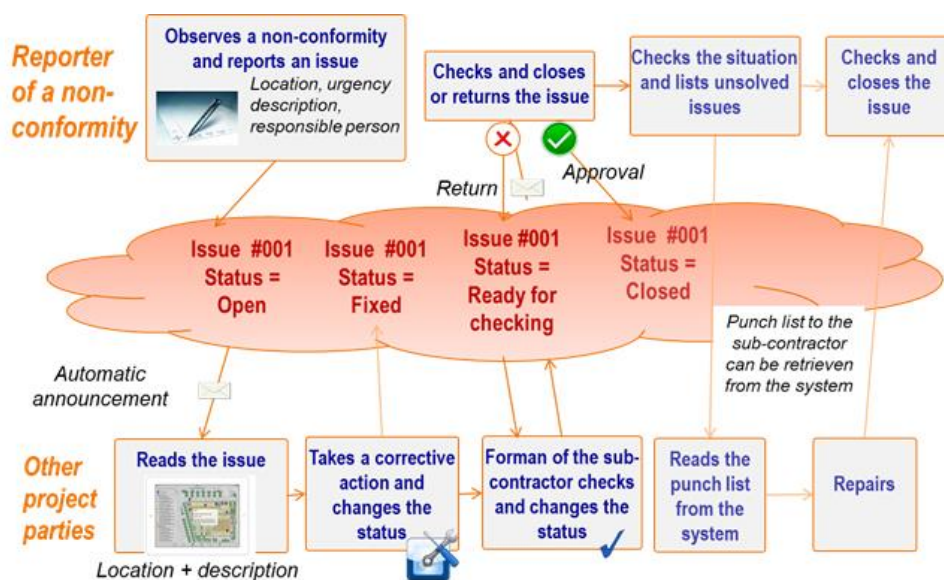 Reporter
of a non-
conformity
Observes a non-conformity
and reports an issue
Location, urgency
description,
responsible person
Checks and closes
or returns the issue
Checks the situation
and lists unsolved
issues
Checks and
closes the
issue
Return
Approval
Issue #001
Status =
Open
Issue #001
Status =
Fixed
Issue #001
Status =
Ready for
checking
Issue #001
Status =
Closed
Punch list to the
sub-contractor
can be retrieven
from the system
Automatic
announcement
Other
project
parties
Reads the issue
Location + description
Takes a corrective
action and
changes the
status
Forman of the sub-
contractor checks
and changes the
status
Reads the
punch list
from the
system
Repairs